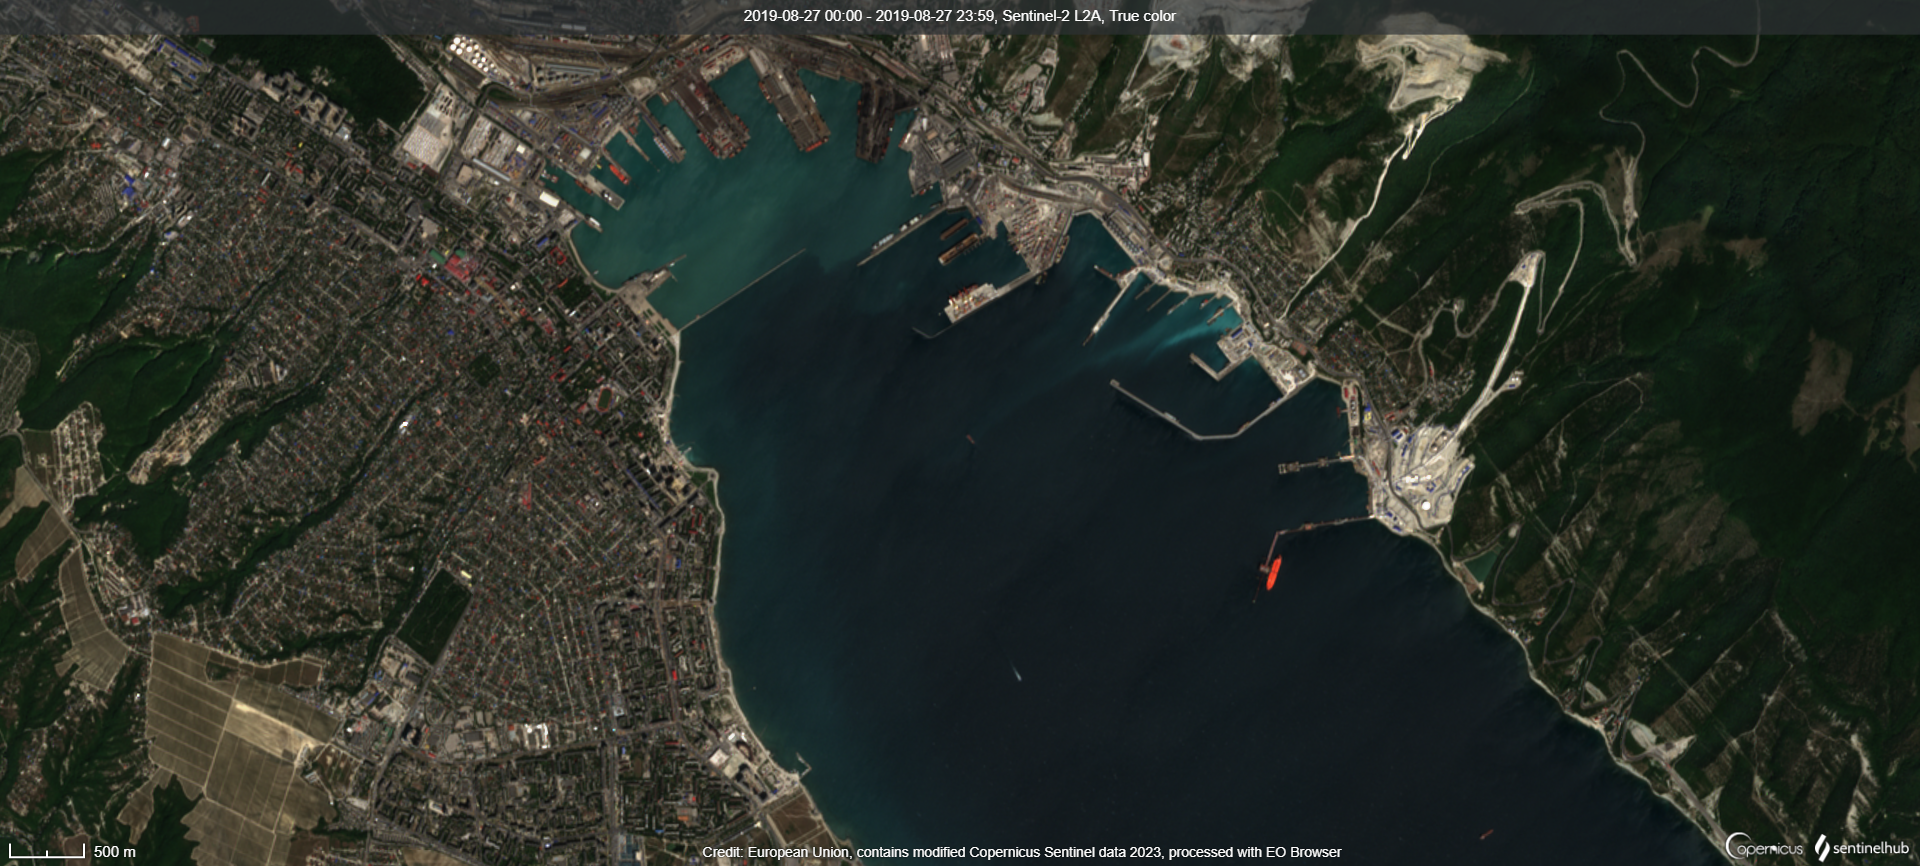 2019-08-27 00:00 - 2019-08-27 23:59, Sentinel-2 L2A, True color
500 m
Credit: European Union, contains modified Copernicus Sentinel data 2023, processed with EO Browser
opernicus
sentinelhub